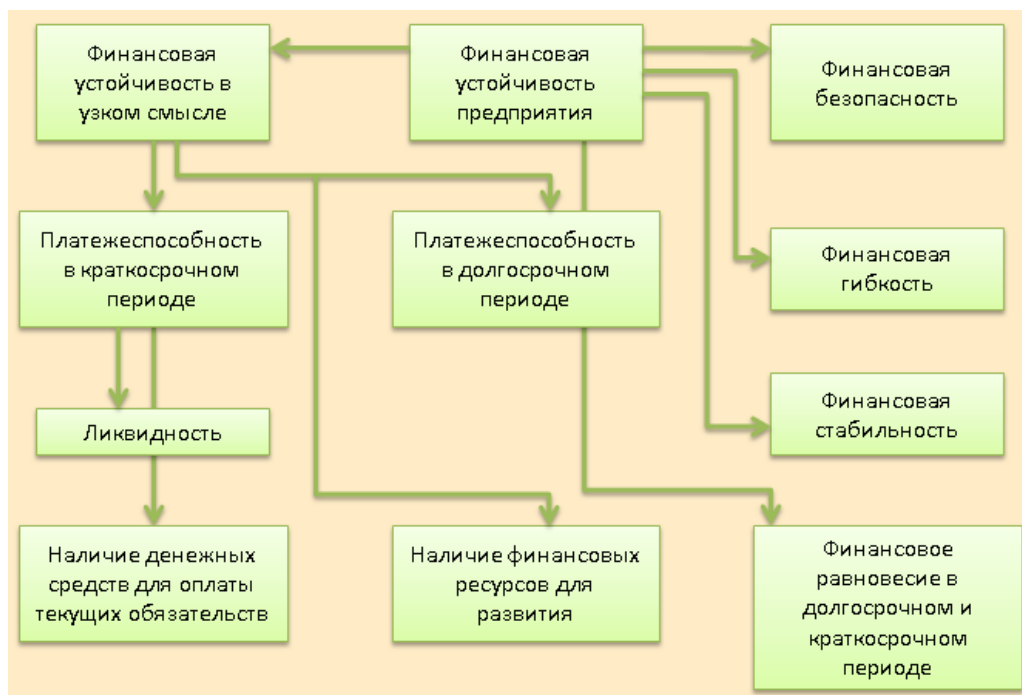 Финансовая
устойчивость в
узком смысле
Финансовая
устойчивость
предприятия
Финансовая
безопасность
Платежеспособность
в краткосрочном
периоде
Платежеспособность
в долгосрочном
периоде
Финансовая
гибкость
Ликвидность
Финансовая
стабильность
Наличие денежных
средств для оплаты
текущих обязательств
Наличие финансовых
ресурсов для
развития
Финансовое
равновесие в
долгосрочном и
краткосрочном
периоде